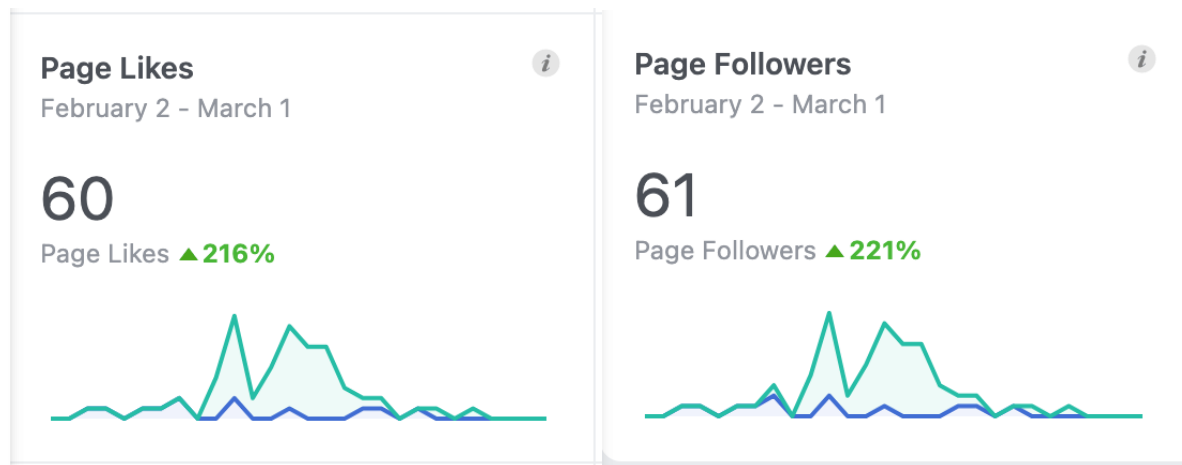 Page Likes
February 2 - March 1
60
Page Likes ▲ 216%
Page Followers
February 2 - March 1
61
Page Followers ▲ 221%